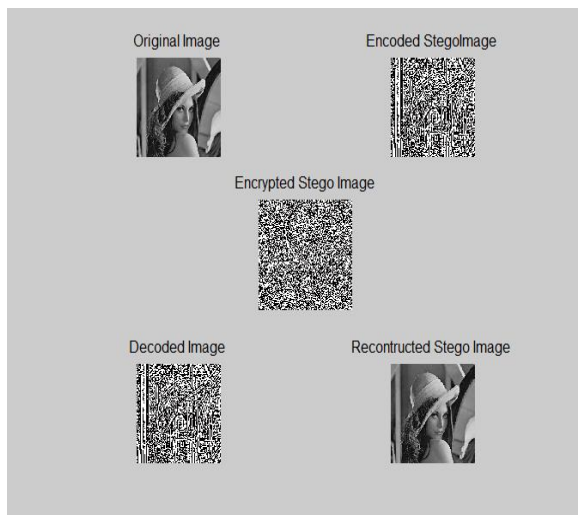 Original Image
Encoded StegoImage
Encrypted Stego Image
Decoded Image
Recontructed Stego Image